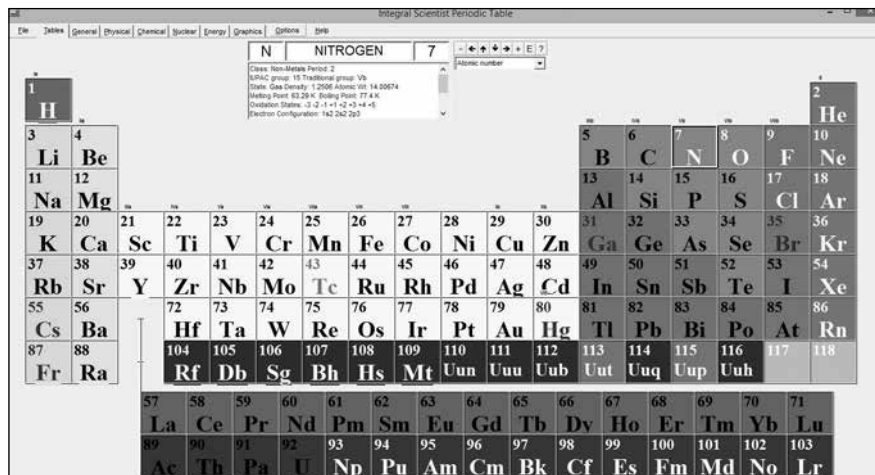 Integral Scientist Periodic Table
File Tables General Physical Chemical Nuclear Energy Graphics Options Help
N NITROGEN 7 - + E ?
Class: Non-Metals Period: 2
IUPAC group: 15 Traditional group: Vb
State: Gas Density: 1.2506 Atomic Wt: 14.00674
Melting Point: 63.29 K Boiling Point: 77.4 K
Oxidation States: -3 -2 -1 +1 +2 +3 +4 +5
Electron Configuration: 1s2 2s2 2p3
Atomic number
1 2
H He
3 4 5 6 7 8 9 10
Li Be B C N O F Ne
11 12 13 14 15 16 17 18
Na Mg Al Si P S Cl Ar
19 20 21 22 23 24 25 26 27 28 29 30 31 32 33 34 35 36
K Ca Sc Ti V Cr Mn Fe Co Ni Cu Zn Ga Ge As Se Br Kr
37 38 39 40 41 42 43 44 45 46 47 48 49 50 51 52 53 54
Rb Sr Y Zr Nb Mo Tc Ru Rh Pd Ag Cd In Sn Sb Te I Xe
55 56 72 73 74 75 76 77 78 79 80 81 82 83 84 85 86
Cs Ba Hf Ta W Re Os Ir Pt Au Hg Tl Pb Bi Po At Rn
87 88 104 105 106 107 108 109 110 111 112 113 114 115 116 117 118
Fr Ra Rf Db Sg Bh Hs Mt Uun Uuu Uub Uut Uuq Uup Uuh
57 58 59 60 61 62 63 64 65 66 67 68 69 70 71
La Ce Pr Nd Pm Sm Eu Gd Tb Dy Ho Er Tm Yb Lu
89 90 91 92 93 94 95 96 97 98 99 100 101 102 103
Ac Th Pa U Np Pu Am Cm Bk Cf Es Fm Md No Lr